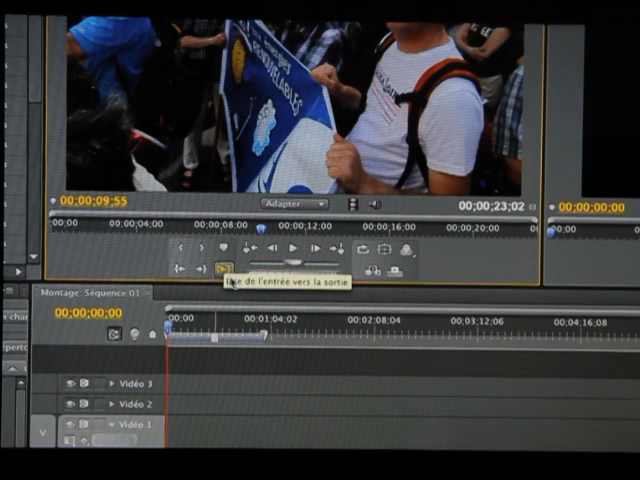 RENOUVELABLES
00;00;09;55
Adapter
00;00;23;02
00;00;00;00
;00;00
00;00;04;00
00;00;08;00
00;00;12;00
00;00;16;00
00;00;20;00
0;00
de l'entrée vers la sortie
Montage: Séquence 01
00;00;00;00
00;00
00;01;04;02
00;02;08;04
00;03;12;06
00;04;16;08
Vidéo 3
Vidéo 2
V
Vidéo 1